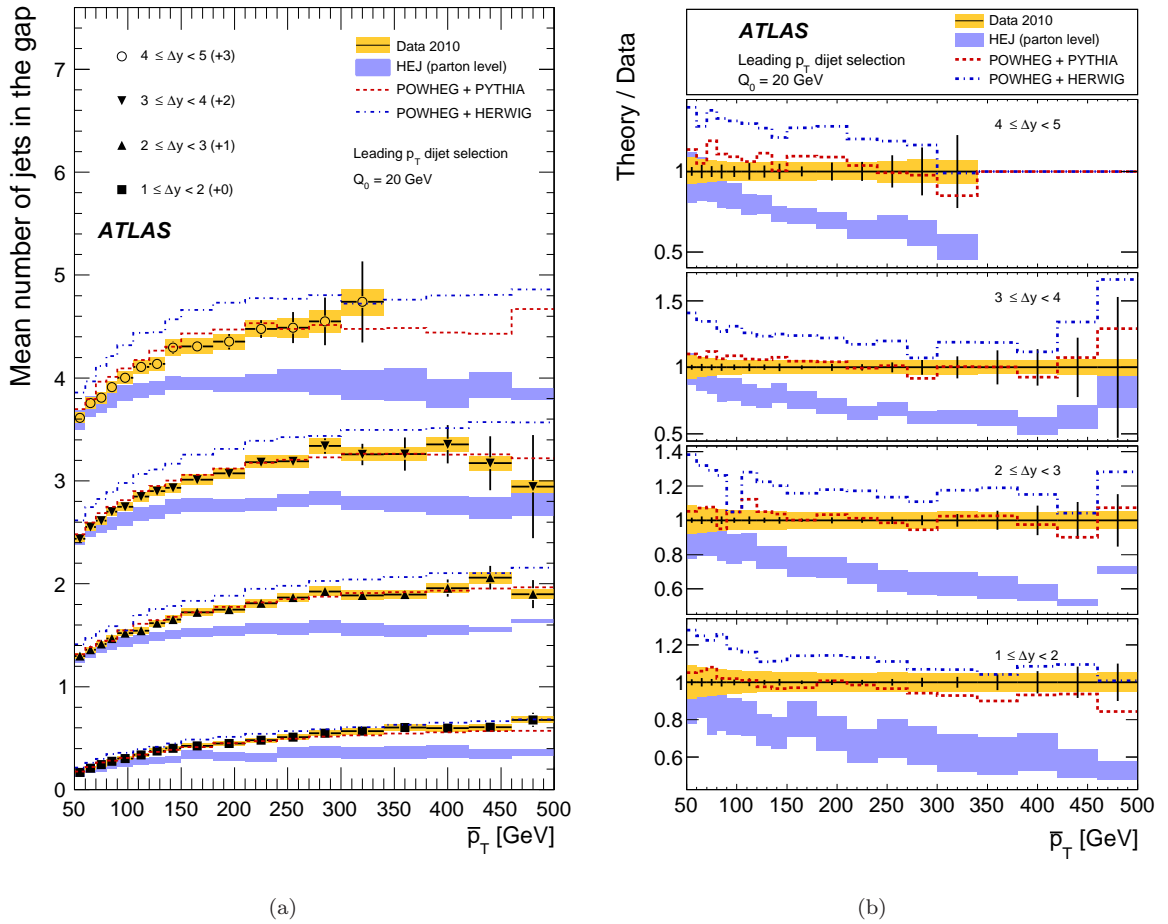 Mean number of jets in the gap
7
6
5
4
3
2
1
0
4 ≤ Δy < 5 (+3)
3 ≤ Δy < 4 (+2)
2 ≤ Δy < 3 (+1)
1 ≤ Δy < 2 (+0)
ATLAS
Data 2010
HEJ (parton level)
POWHEG + PYTHIA
POWHEG + HERWIG
Leading p_T dijet selection
Q_0 = 20 GeV
50 100 150 200 250 300 350 400 450 500
p̅_T [GeV]
(a)
Theory / Data
ATLAS
Leading p_T dijet selection
Q_0 = 20 GeV
Data 2010
HEJ (parton level)
POWHEG + PYTHIA
POWHEG + HERWIG
4 ≤ Δy < 5
1
0.5
3 ≤ Δy < 4
1.5
1
0.5
2 ≤ Δy < 3
1.4
1.2
1
0.8
0.6
1 ≤ Δy < 2
1.2
1
0.8
0.6
50 100 150 200 250 300 350 400 450 500
p̅_T [GeV]
(b)